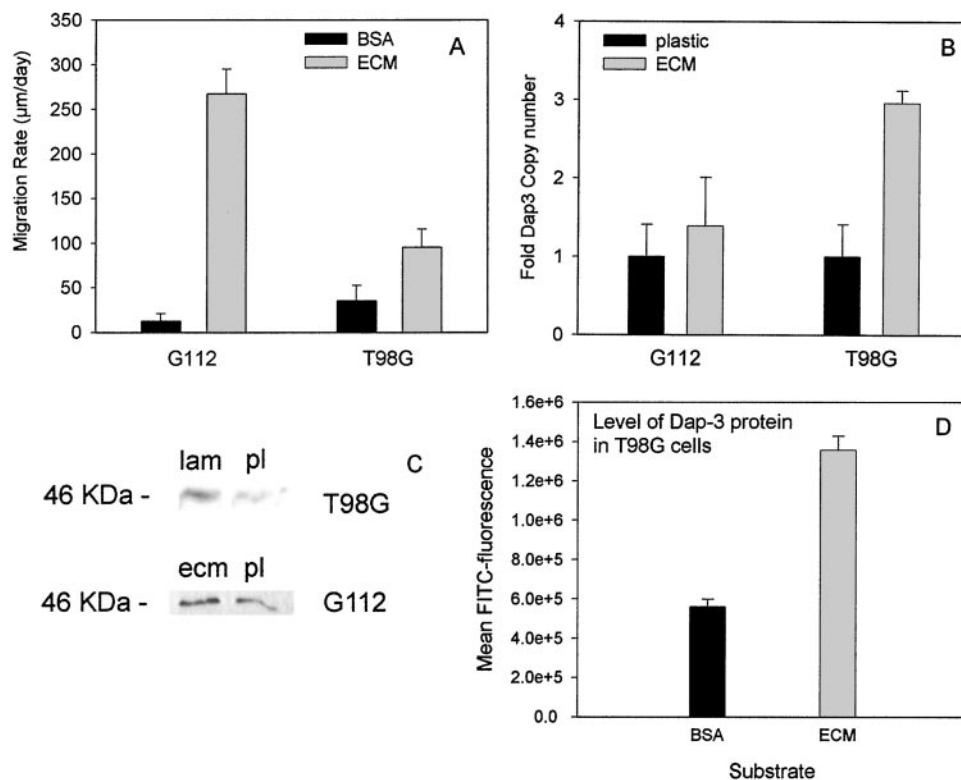 A
BSA
ECM
Migration Rate (µm/day)
350
300
250
200
150
100
50
0
G112 T98G
B
plastic
ECM
Fold Dap3 Copy number
4
3
2
1
0
G112 T98G
C
lam pl
46 KDa - T98G
ecm pl
46 KDa - G112
D
Level of Dap-3 protein
in T98G cells
Mean FITC-fluorescence
1.6e+6
1.4e+6
1.2e+6
1.0e+6
8.0e+5
6.0e+5
4.0e+5
2.0e+5
0.0
BSA ECM
Substrate